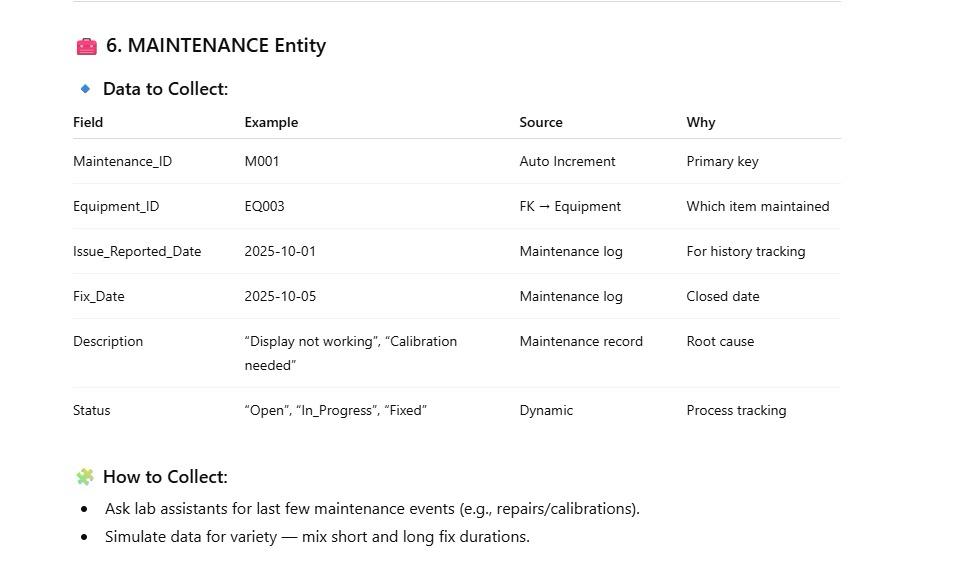 6. MAINTENANCE Entity
Data to Collect:
Field Example Source Why
Maintenance_ID M001 Auto Increment Primary key
Equipment_ID EQ003 FK → Equipment Which item maintained
Issue_Reported_Date 2025-10-01 Maintenance log For history tracking
Fix_Date 2025-10-05 Maintenance log Closed date
Description “Display not working”, “Calibration Maintenance record Root cause
needed”
Status “Open”, “In_Progress”, “Fixed” Dynamic Process tracking
How to Collect:
• Ask lab assistants for last few maintenance events (e.g., repairs/calibrations).
• Simulate data for variety — mix short and long fix durations.